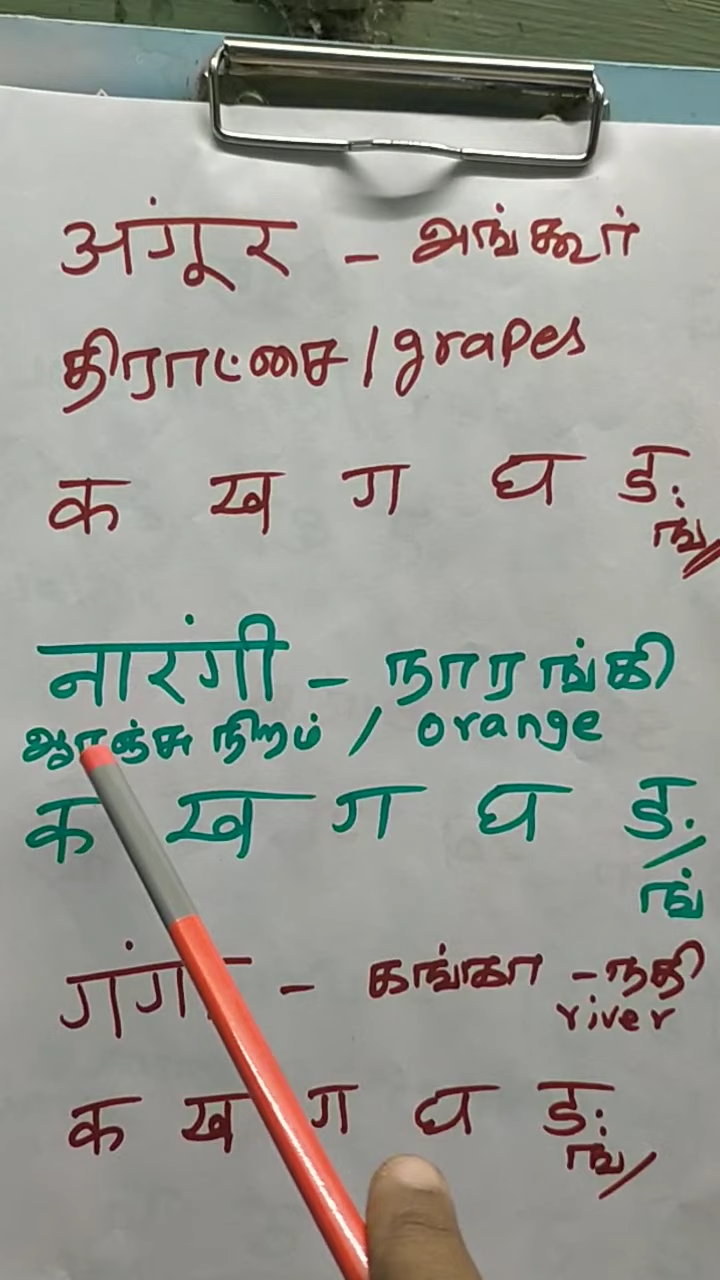 अंगूर - அங்கூர்
திராட்சை / grapes
क ख ग घ ङ:
ங்
नारंगी - நாரங்கி
ஆரஞ்சு நிறம் / orange
क ख ग घ ङ.
ங்
गंगा - கங்கா - நதி
river
क ख ग घ ङ:
ங்